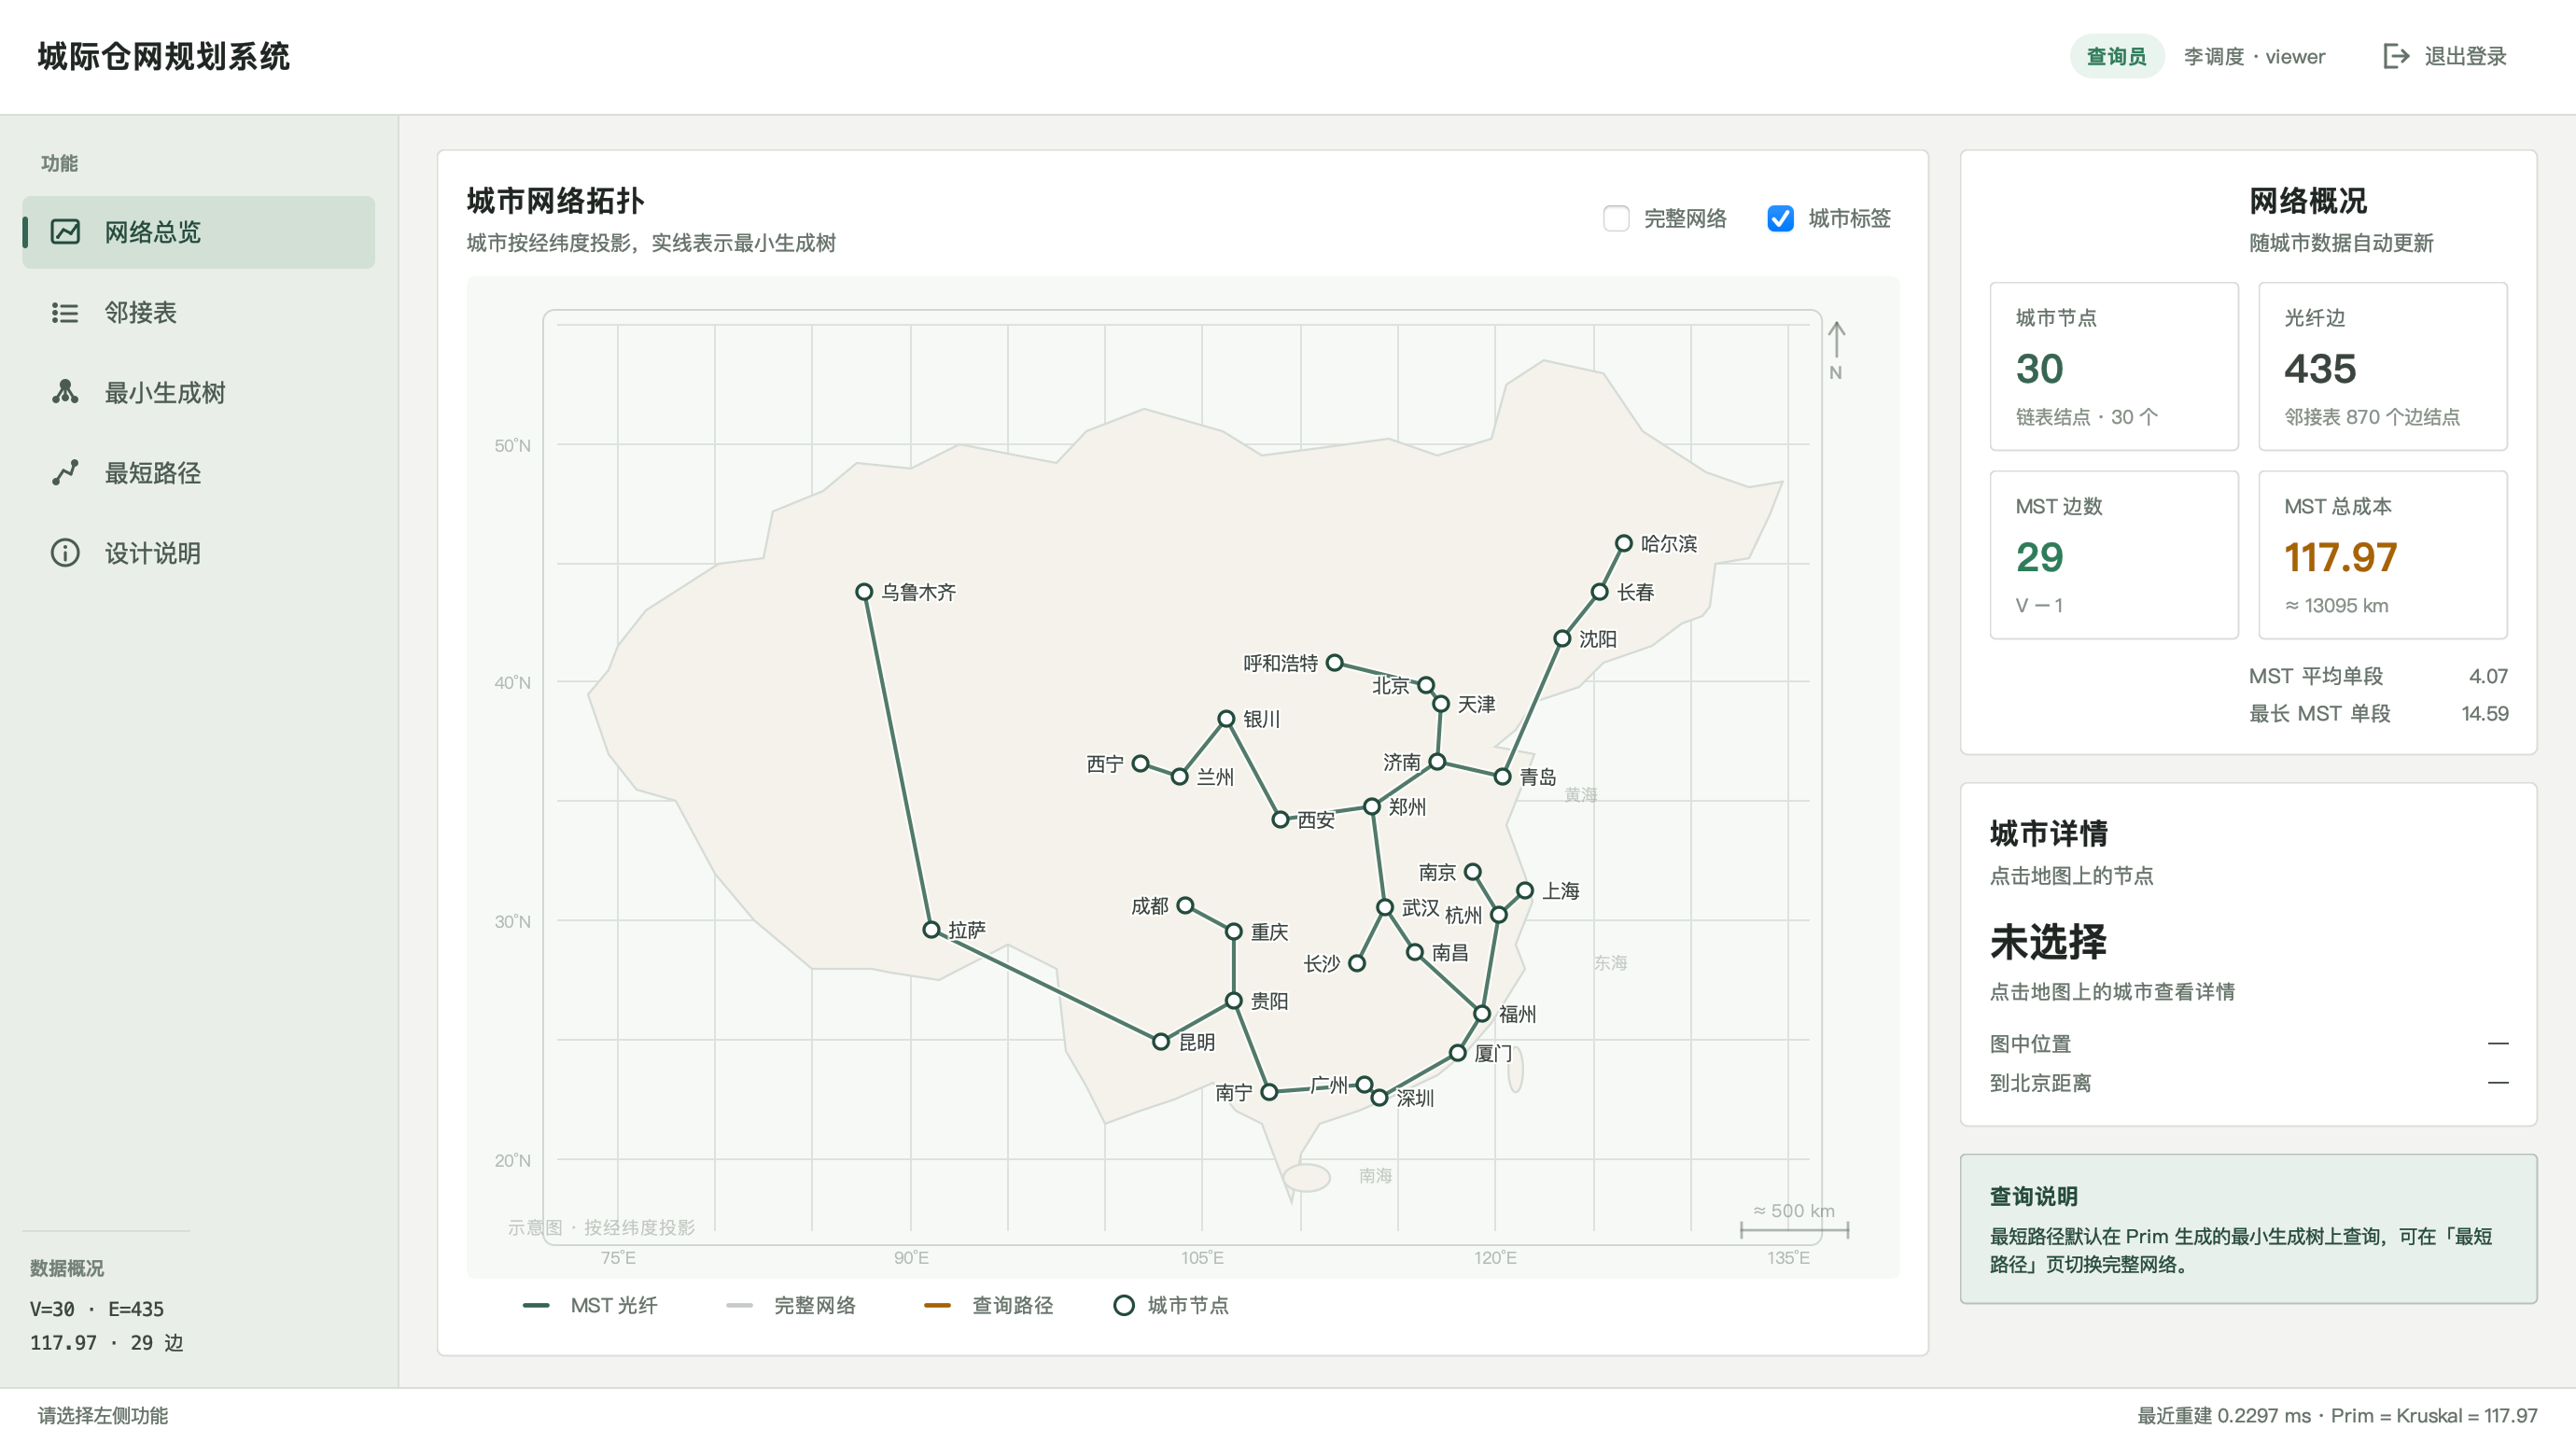 城际仓网规划系统
查询员
李调度 · viewer
退出登录
功能
网络总览
邻接表
最小生成树
最短路径
设计说明
数据概况
V=30 · E=435
117.97 · 29 边
城市网络拓扑
城市按经纬度投影，实线表示最小生成树
完整网络
城市标签
N
50°N
40°N
30°N
20°N
哈尔滨
乌鲁木齐
长春
沈阳
呼和浩特
北京
天津
银川
西宁
兰州
济南
青岛
黄海
郑州
西安
南京
上海
成都
武汉
杭州
拉萨
重庆
南昌
长沙
东海
贵阳
福州
昆明
厦门
南宁
广州
深圳
南海
≈ 500 km
示意图 · 按经纬度投影
75°E
90°E
105°E
120°E
135°E
MST 光纤
完整网络
查询路径
城市节点
网络概况
随城市数据自动更新
城市节点
30
链表结点 · 30 个
光纤边
435
邻接表 870 个边结点
MST 边数
29
V — 1
MST 总成本
117.97
≈ 13095 km
MST 平均单段 4.07
最长 MST 单段 14.59
城市详情
点击地图上的节点
未选择
点击地图上的城市查看详情
图中位置 —
到北京距离 —
查询说明
最短路径默认在 Prim 生成的最小生成树上查询，可在「最短
路径」页切换完整网络。
请选择左侧功能
最近重建 0.2297 ms · Prim = Kruskal = 117.97